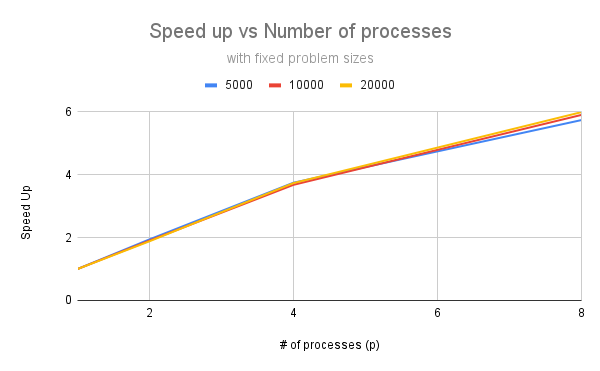 Speed up vs Number of processes
with fixed problem sizes
5000 10000 20000
6
4
2
0
Speed Up
2 4 6 8
# of processes (p)